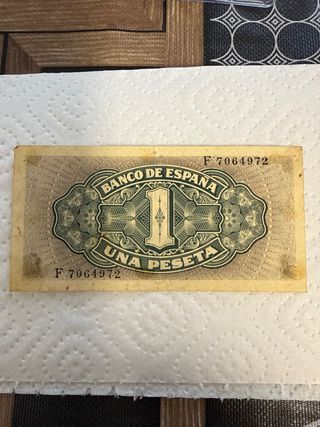 F 7064972
BANCO DE ESPAÑA
1
UNA PESETA
F 7064972